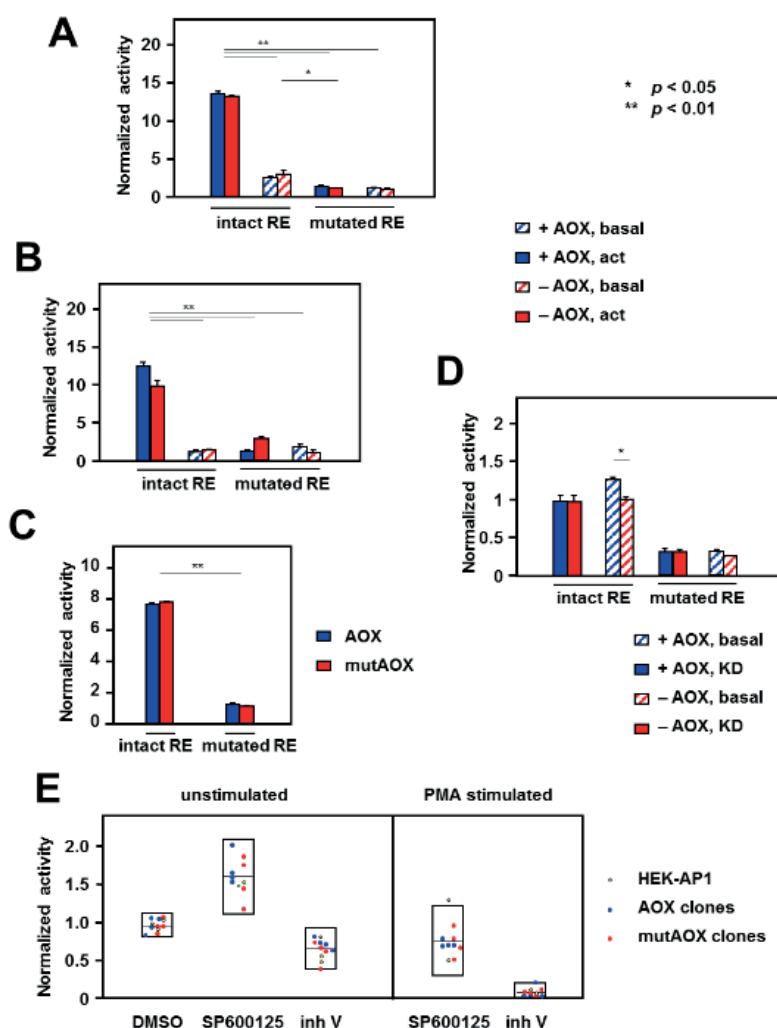 A
Normalized activity
20
15
10
5
0
**
*
intact RE mutated RE
* p < 0.05
** p < 0.01
+ AOX, basal
+ AOX, act
– AOX, basal
– AOX, act
B
Normalized activity
20
15
10
5
0
**
intact RE mutated RE
C
Normalized activity
10
8
6
4
2
0
**
intact RE mutated RE
AOX
mutAOX
D
Normalized activity
2
1.5
1
0.5
0
*
intact RE mutated RE
+ AOX, basal
+ AOX, KD
– AOX, basal
– AOX, KD
E
unstimulated PMA stimulated
Normalized activity
2.0
1.5
1.0
0.5
0
DMSO SP600125 inh V SP600125 inh V
HEK-AP1
AOX clones
mutAOX clones